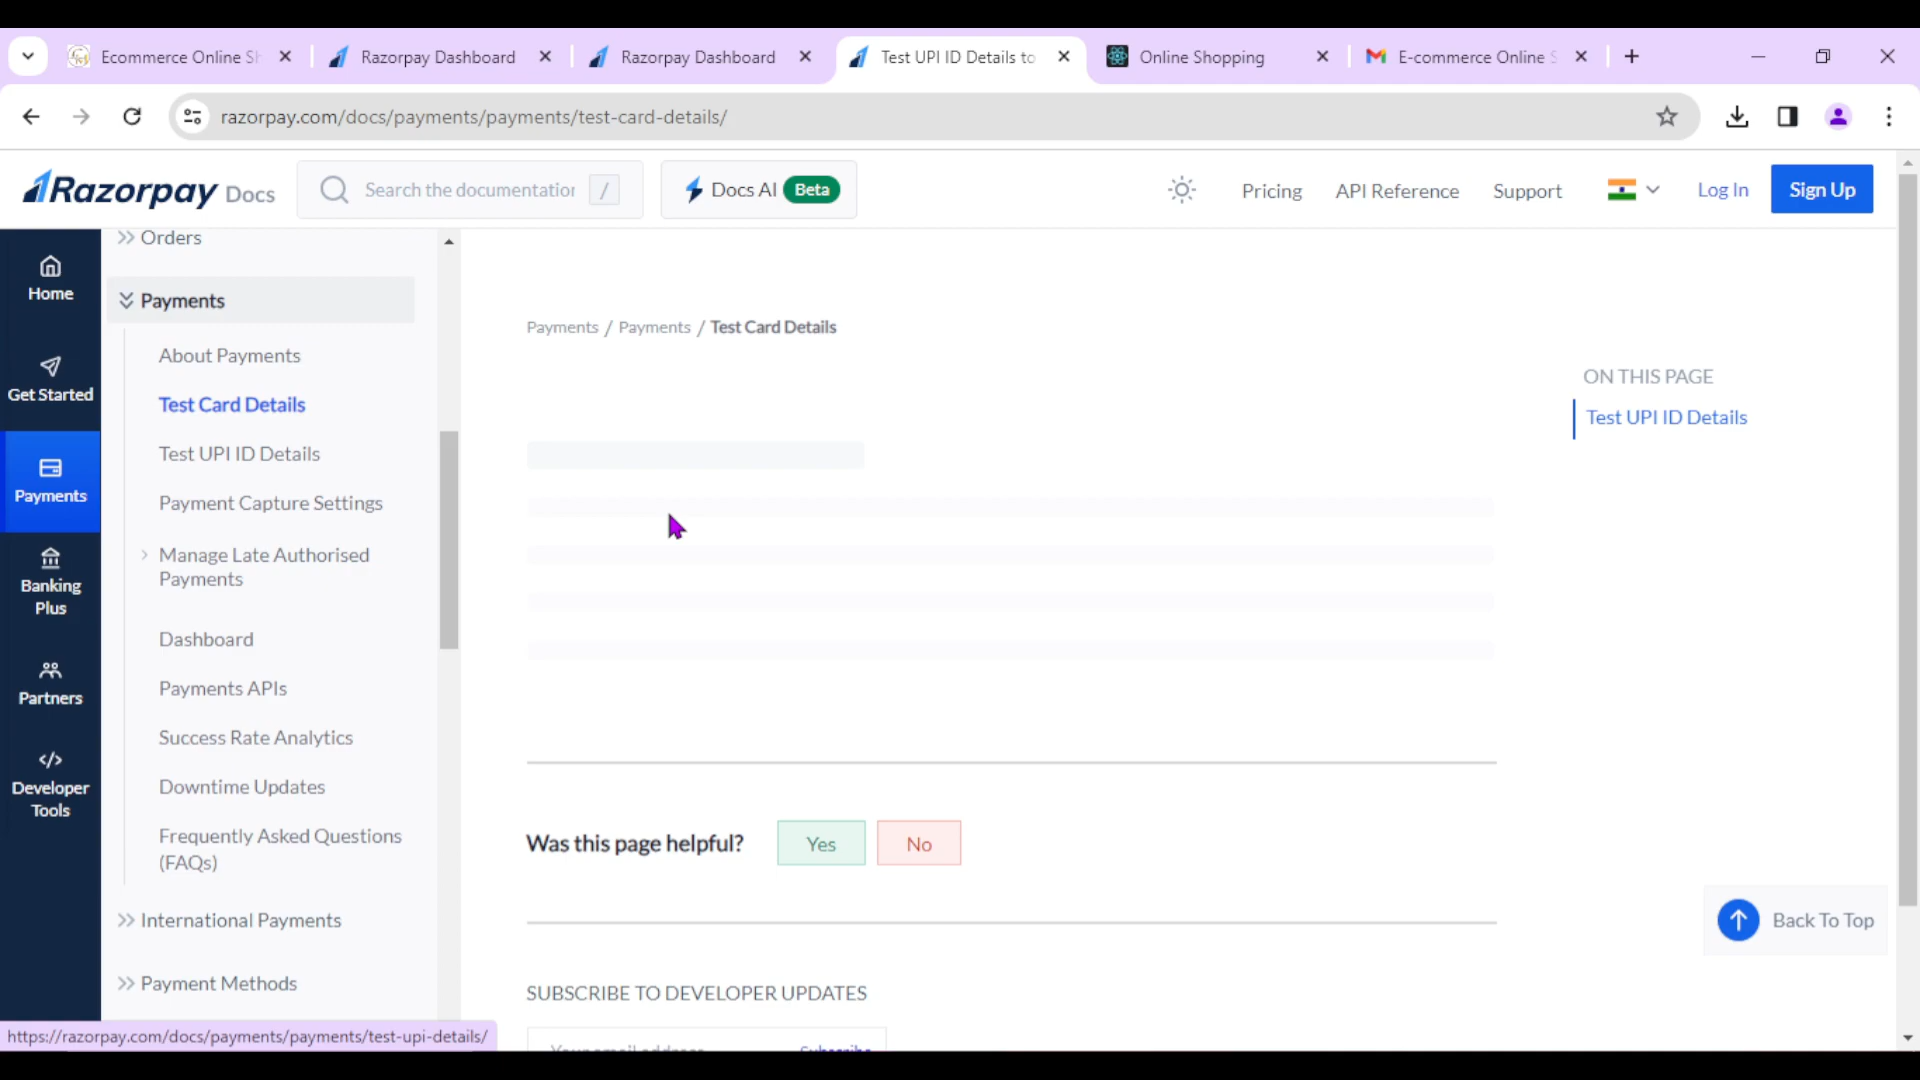 Ecommerce Online Sh
Razorpay Dashboard
Razorpay Dashboard
Test UPI ID Details to
Online Shopping
E-commerce Online S
razorpay.com/docs/payments/payments/test-card-details/
Razorpay Docs
Search the documentation
/
Docs AI Beta
Pricing
API Reference
Support
Log In
Sign Up
Home
Get Started
Payments
Banking
Plus
Partners
Developer
Tools
Orders
Payments
About Payments
Test Card Details
Test UPI ID Details
Payment Capture Settings
Manage Late Authorised
Payments
Dashboard
Payments APIs
Success Rate Analytics
Downtime Updates
Frequently Asked Questions
(FAQs)
International Payments
Payment Methods
https://razorpay.com/docs/payments/payments/test-upi-details/
Payments / Payments / Test Card Details
ON THIS PAGE
Test UPI ID Details
Was this page helpful?
Yes
No
Back To Top
SUBSCRIBE TO DEVELOPER UPDATES
Your email address
Subscribe